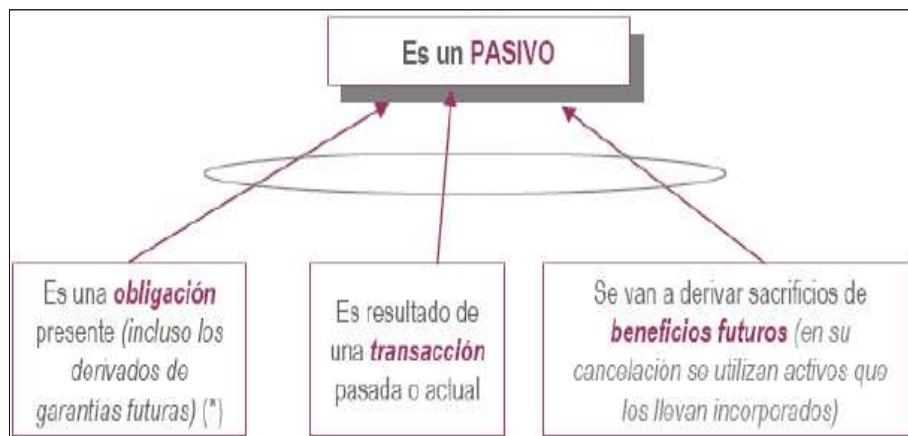 Es un PASIVO
Es una obligación
presente (incluso los
derivados de
garantías futuras) (*)
Es resultado de
una transacción
pasada o actual
Se van a derivar sacrificios de
beneficios futuros (en su
cancelación se utilizan activos que
los llevan incorporados)